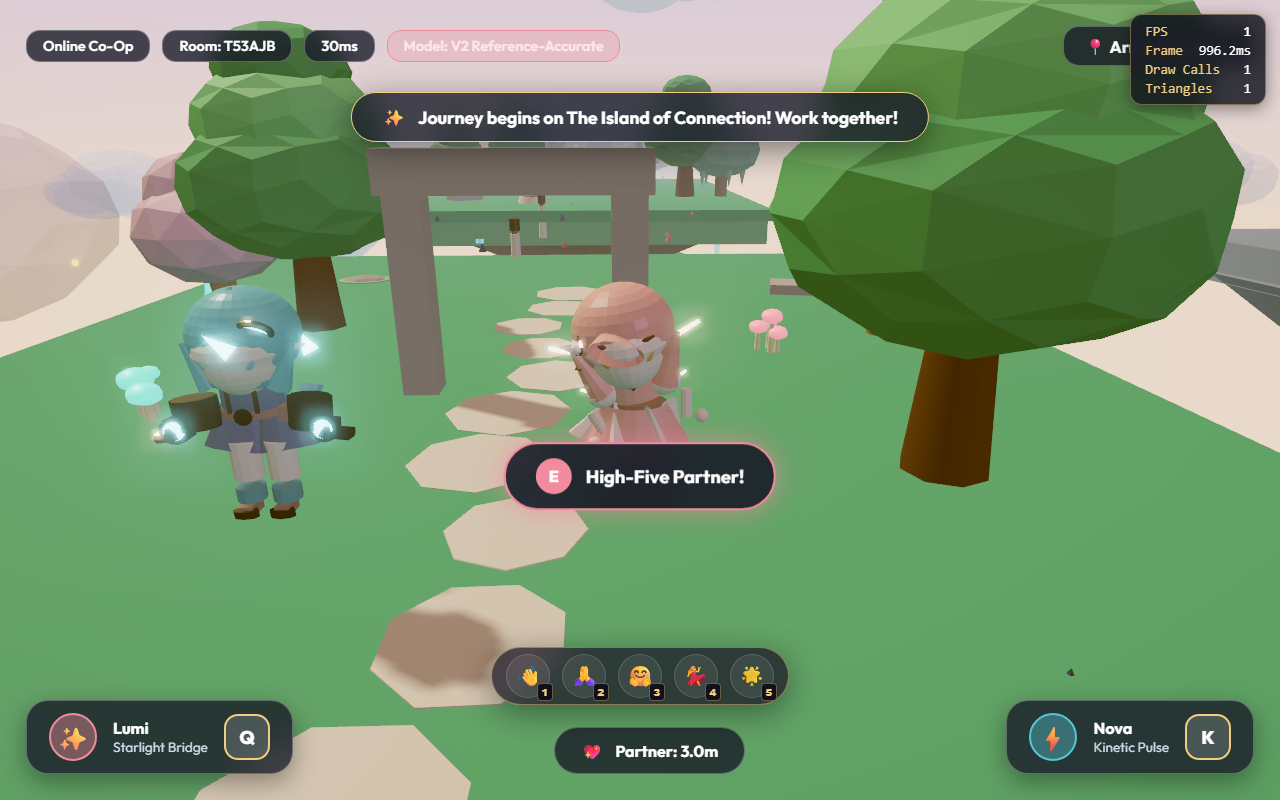 Online Co-Op
Room: T53AJB
30ms
Model: V2 Reference-Accurate
FPS 1
Frame 996.2ms
Draw Calls 1
Triangles 1
Journey begins on The Island of Connection! Work together!
E High-Five Partner!
1 2 3 4 5
Lumi
Starlight Bridge
Q
Partner: 3.0m
Nova
Kinetic Pulse
K